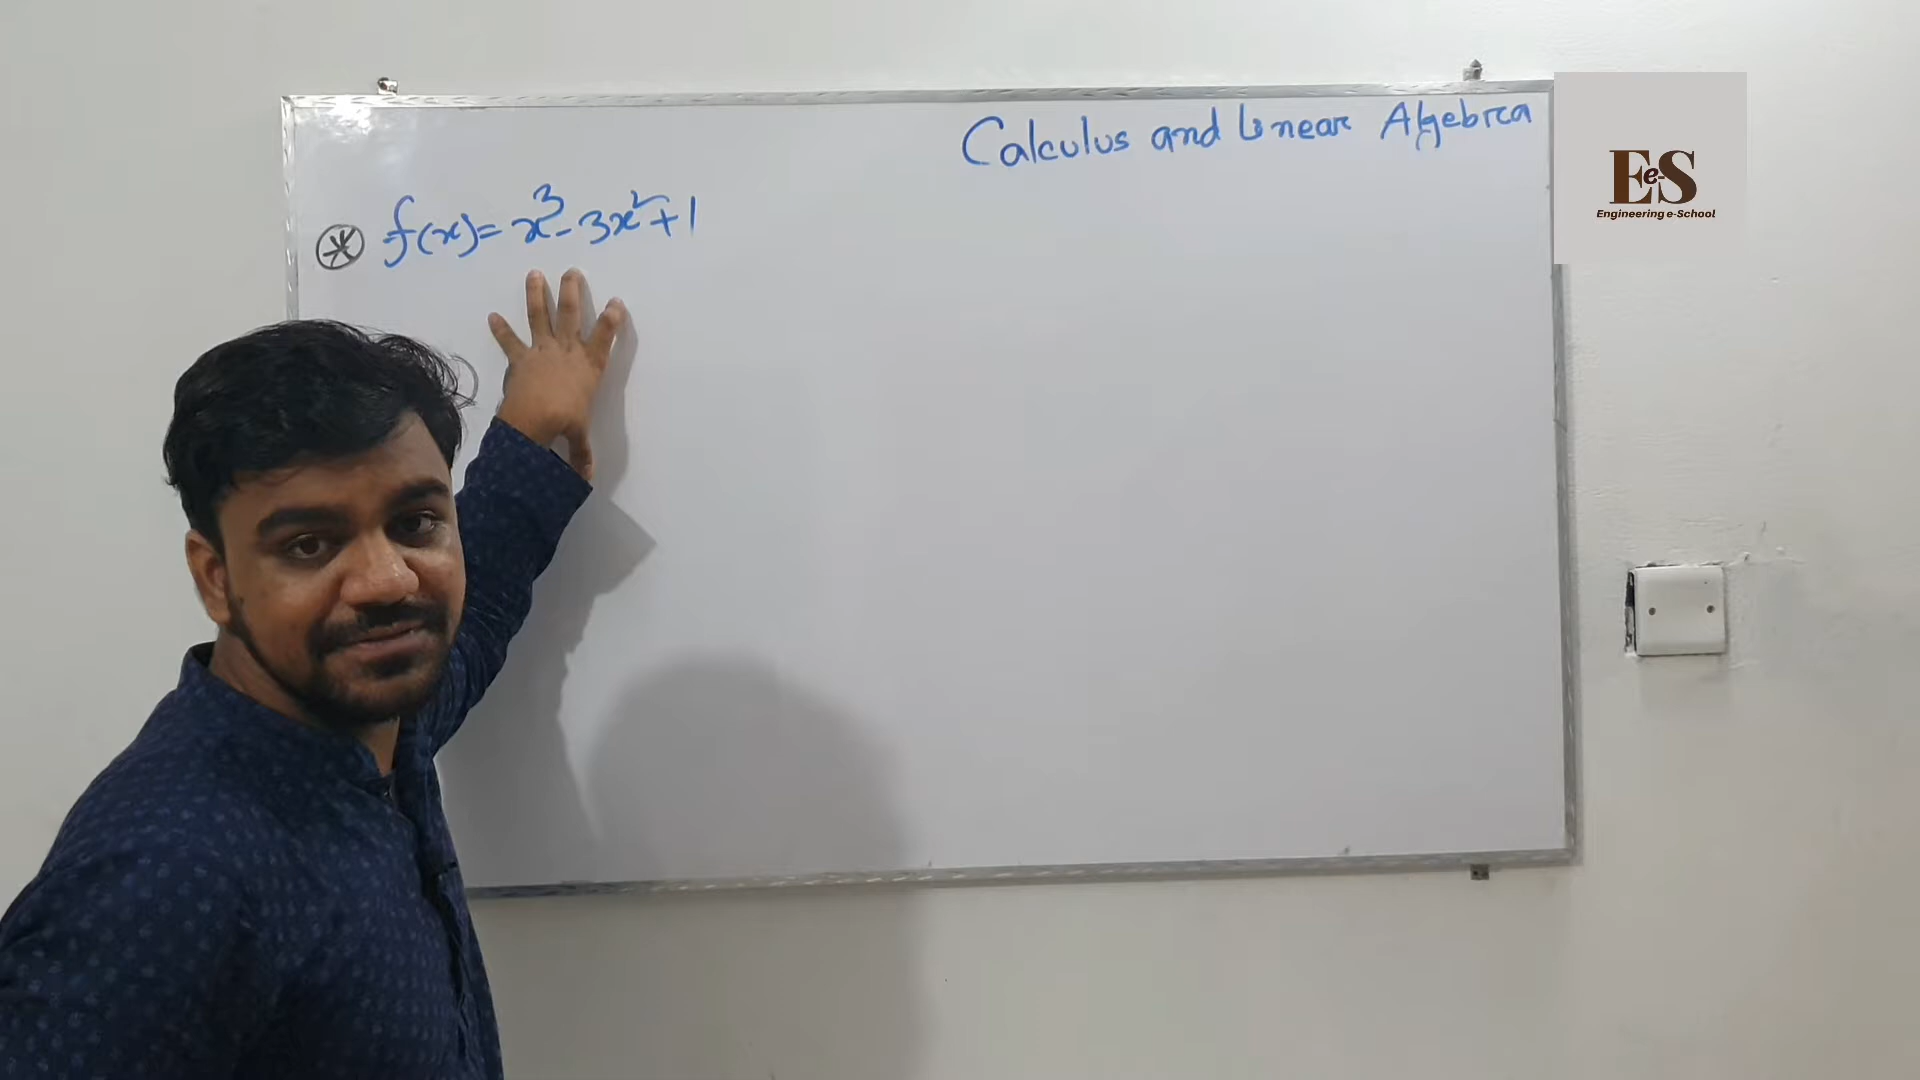 Calculus and Linear Algebra
f(x)= x³-3x²+1
EeS
Engineering e-School